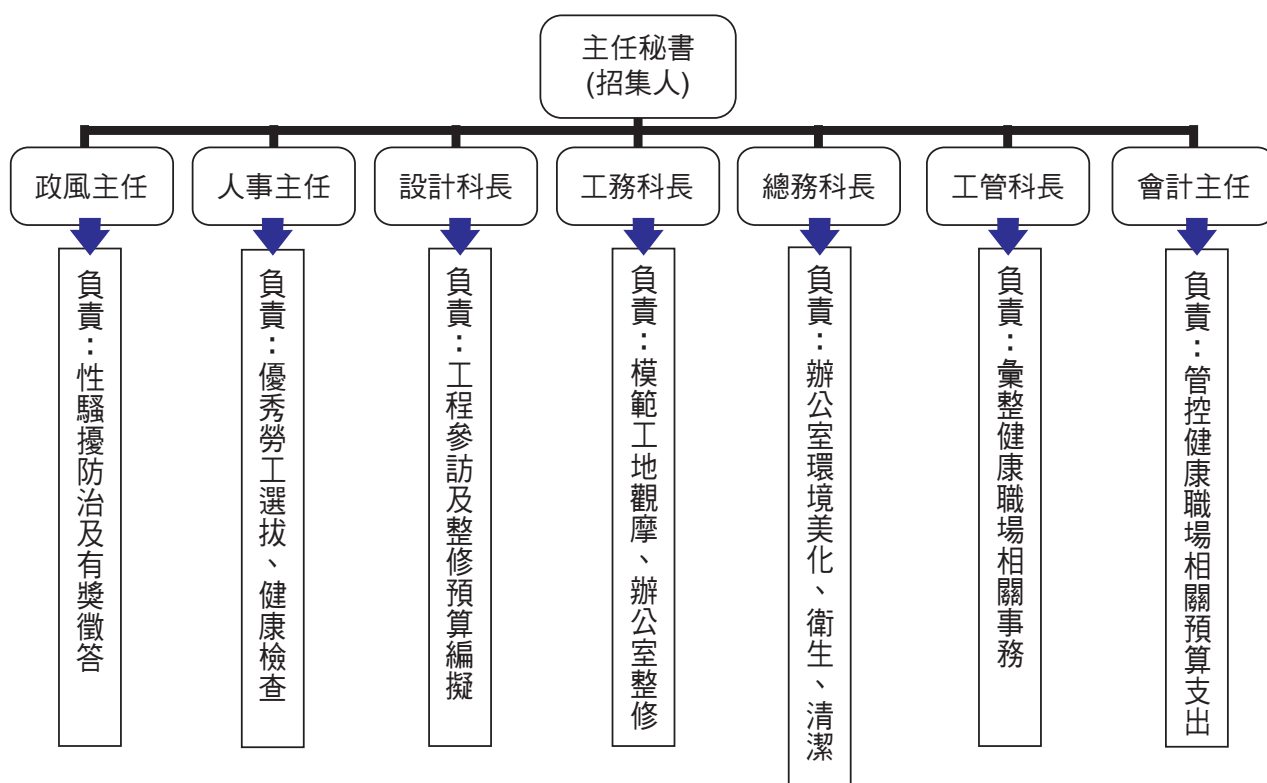 主任秘書
(招集人)
政風主任
人事主任
設計科長
工務科長
總務科長
工管科長
會計主任
負責：性騷擾防治及有獎徵答
負責：優秀勞工選拔、健康檢查
負責：工程參訪及整修預算編擬
負責：模範工地觀摩、辦公室整修
負責：辦公室環境美化、衛生、清潔
負責：彙整健康職場相關事務
負責：管控健康職場相關預算支出